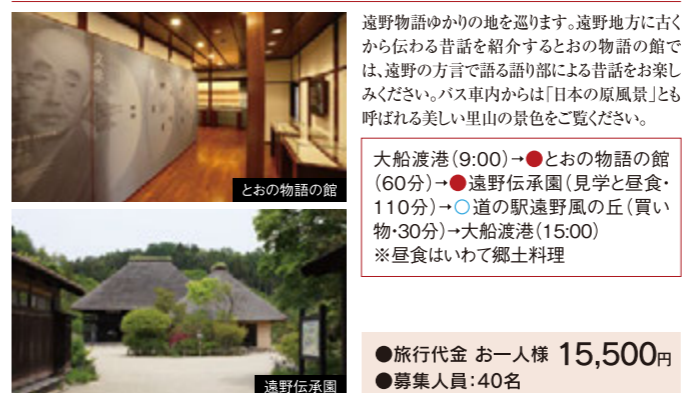 遠野物語ゆかりの地を巡ります。遠野地方に古く
から伝わる昔話を紹介するとおの物語の館で
は、遠野の方言で語る語り部による昔話をお楽し
みください。バス車内からは「日本の原風景」とも
呼ばれる美しい里山の景色をご覧ください。
とおの物語の館
大船渡港(9:00)→●とおの物語の館
(60分)→●遠野伝承園(見学と昼食・
110分)→○道の駅遠野風の丘(買い
物・30分)→大船渡港(15:00)
※昼食はいわて郷土料理
遠野伝承園
●旅行代金 お一人様 15,500円
●募集人員:40名